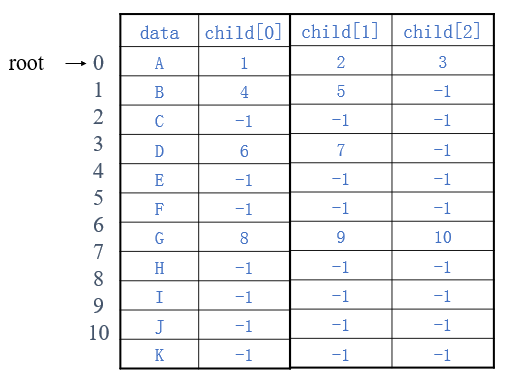 data child[0] child[1] child[2]
root → 0 A 1 2 3
1 B 4 5 -1
2 C -1 -1 -1
3 D 6 7 -1
4 E -1 -1 -1
5 F -1 -1 -1
6 G 8 9 10
7 H -1 -1 -1
8 I -1 -1 -1
9 J -1 -1 -1
10 K -1 -1 -1